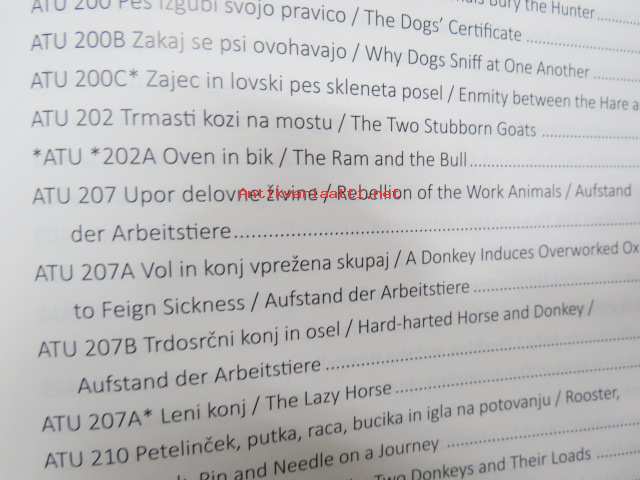 Bury the Hunter
ATU 200 Pes izgubi svojo pravico / The Dogs' Certificate
ATU 200B Zakaj se psi ovohavajo / Why Dogs Sniff at One Another
ATU 200C* Zajec in lovski pes skleneta posel / Enmity between the Hare a
ATU 202 Trmasti kozi na mostu / The Two Stubborn Goats
*ATU *202A Oven in bik / The Ram and the Bull
ATU 207 Upor delovne živine / Rebellion of the Work Animals / Aufstand
der Arbeitstiere
ATU 207A Vol in konj vprežena skupaj / A Donkey Induces Overworked Ox
to Feign Sickness / Aufstand der Arbeitstiere
ATU 207B Trdosrčni konj in osel / Hard-harted Horse and Donkey /
Aufstand der Arbeitstiere
ATU 207A* Leni konj / The Lazy Horse
ATU 210 Petelinček, putka, raca, bucika in igla na potovanju / Rooster,
Pin and Needle on a Journey
Two Donkeys and Their Loads